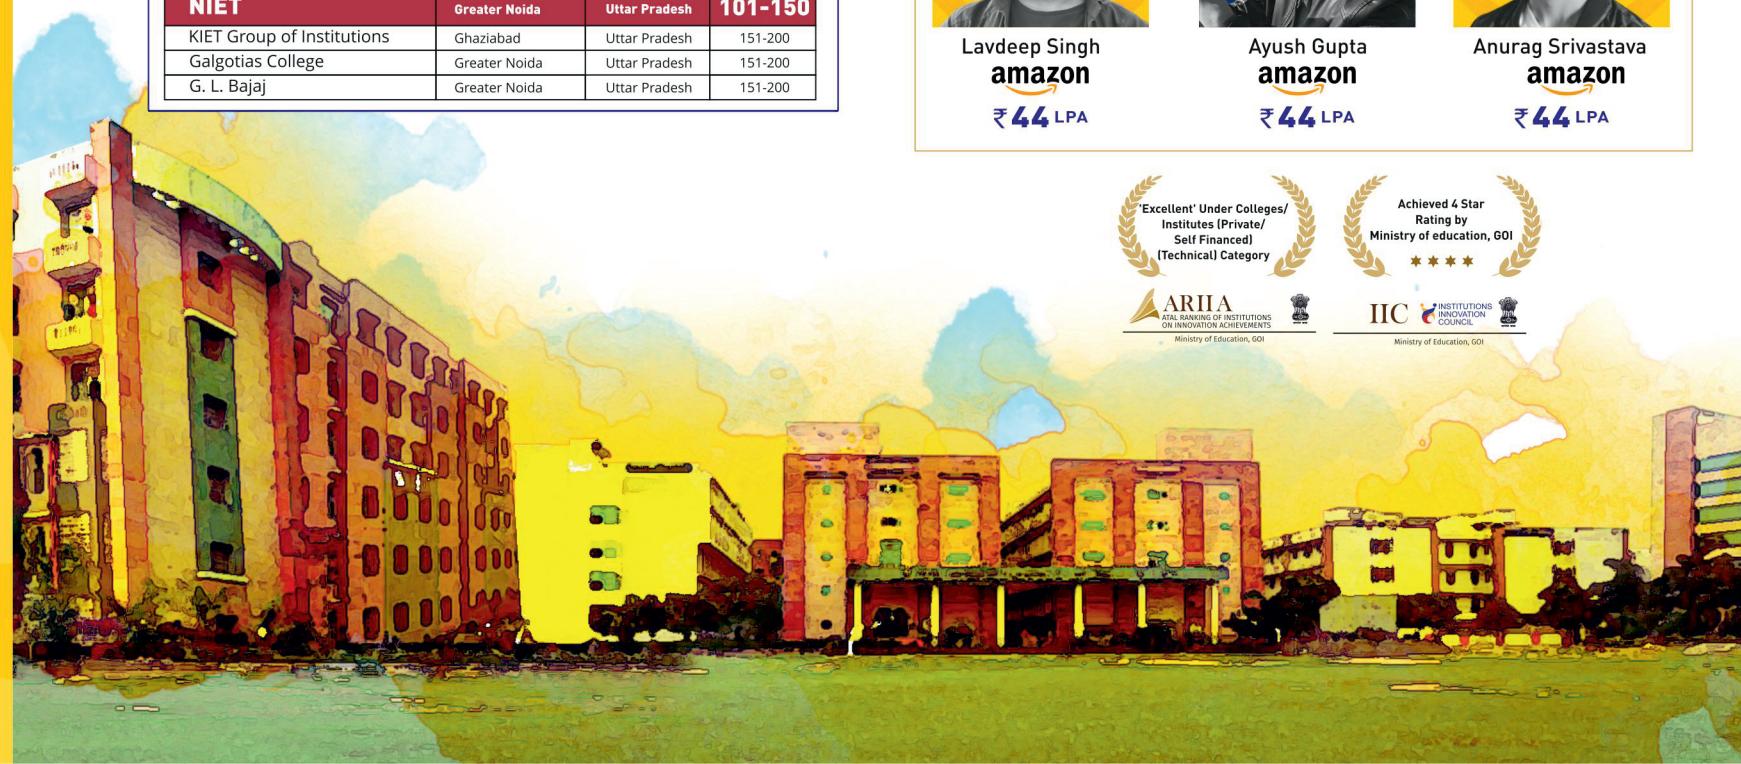 NIET Greater Noida Uttar Pradesh 101-150
KIET Group of Institutions Ghaziabad Uttar Pradesh 151-200
Galgotias College Greater Noida Uttar Pradesh 151-200
G. L. Bajaj Greater Noida Uttar Pradesh 151-200
Lavdeep Singh
amazon
₹44 LPA
Ayush Gupta
amazon
₹44 LPA
Anurag Srivastava
amazon
₹44 LPA
'Excellent' Under Colleges/
Institutes (Private/
Self Financed)
(Technical) Category
ARIIA
ATAL RANKING OF INSTITUTIONS
ON INNOVATION ACHIEVEMENTS
Ministry of Education, GOI
Achieved 4 Star
Rating by
Ministry of education, GOI
IIC
INSTITUTIONS
INNOVATION
COUNCIL
Ministry of Education, GOI